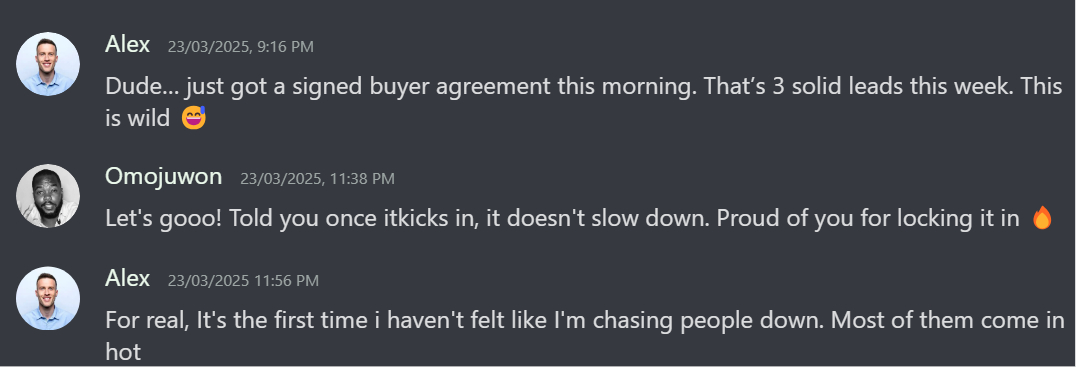 Alex 23/03/2025, 9:16 PM
Dude... just got a signed buyer agreement this morning. That’s 3 solid leads this week. This
is wild 😅
Omojuwon 23/03/2025, 11:38 PM
Let's gooo! Told you once itkicks in, it doesn't slow down. Proud of you for locking it in 🔥
Alex 23/03/2025 11:56 PM
For real, It's the first time i haven't felt like I'm chasing people down. Most of them come in
hot